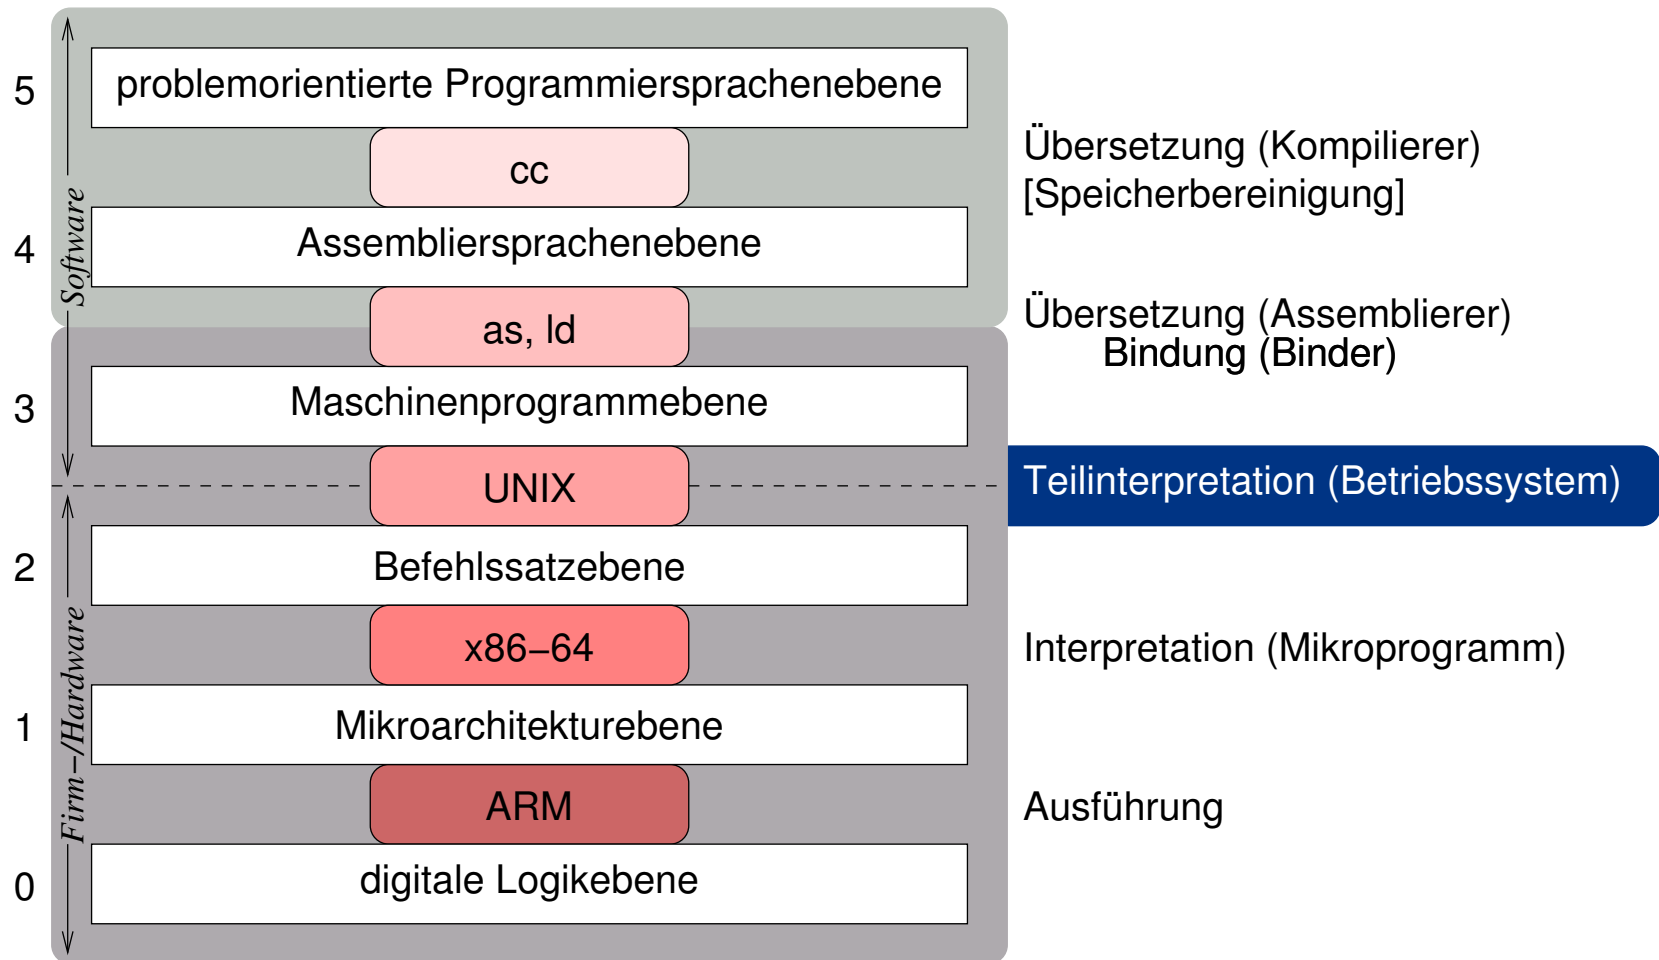 5 problemorientierte Programmiersprachenebene
cc
Übersetzung (Kompilierer)
[Speicherbereinigung]
4 Assembliersprachenebene
Software
as, ld
Übersetzung (Assemblierer)
Bindung (Binder)
3 Maschinenprogrammebene
UNIX
Teilinterpretation (Betriebssystem)
2 Befehlssatzebene
x86–64
Interpretation (Mikroprogramm)
1 Mikroarchitekturebene
Firm–/Hardware
ARM
Ausführung
0 digitale Logikebene